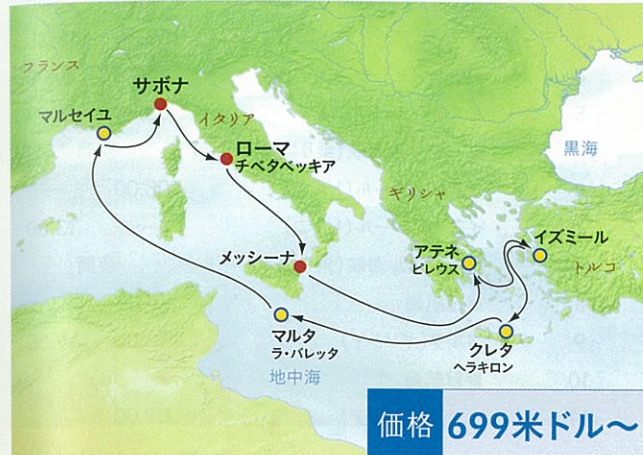 フランス
サボナ
マルセイユ
イタリア
ローマ
チベタベッキア
黒海
ギリシャ
メッシーナ
アテネ
ピレウス
イズミール
トルコ
マルタ
ラ・バレッタ
クレタ
ヘラキロン
地中海
価格 699米ドル〜